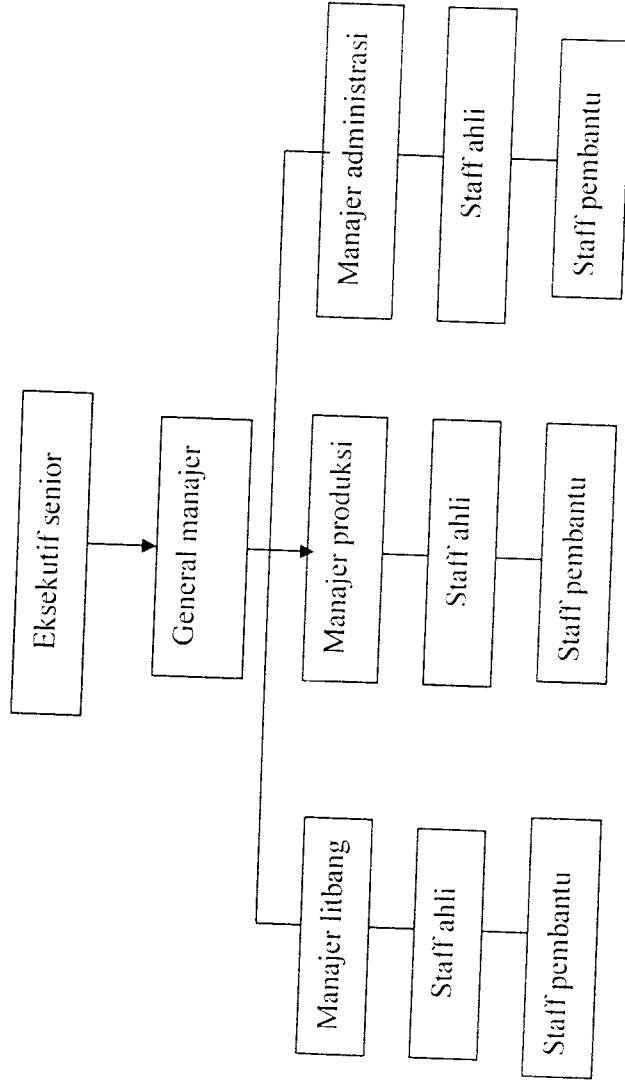 Eksekutif senior
General manajer
Manajer litbang
Manajer produksi
Manajer administrasi
Staff ahli
Staff ahli
Staff ahli
Staff pembantu
Staff pembantu
Staff pembantu